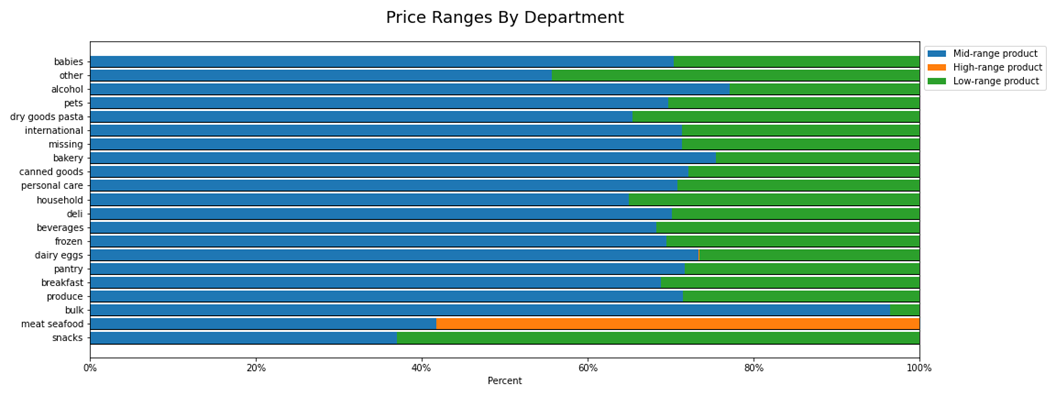 Price Ranges By Department
Mid-range product
High-range product
Low-range product
babies
other
alcohol
pets
dry goods pasta
international
missing
bakery
canned goods
personal care
household
deli
beverages
frozen
dairy eggs
pantry
breakfast
produce
bulk
meat seafood
snacks
0% 20% 40% 60% 80% 100%
Percent